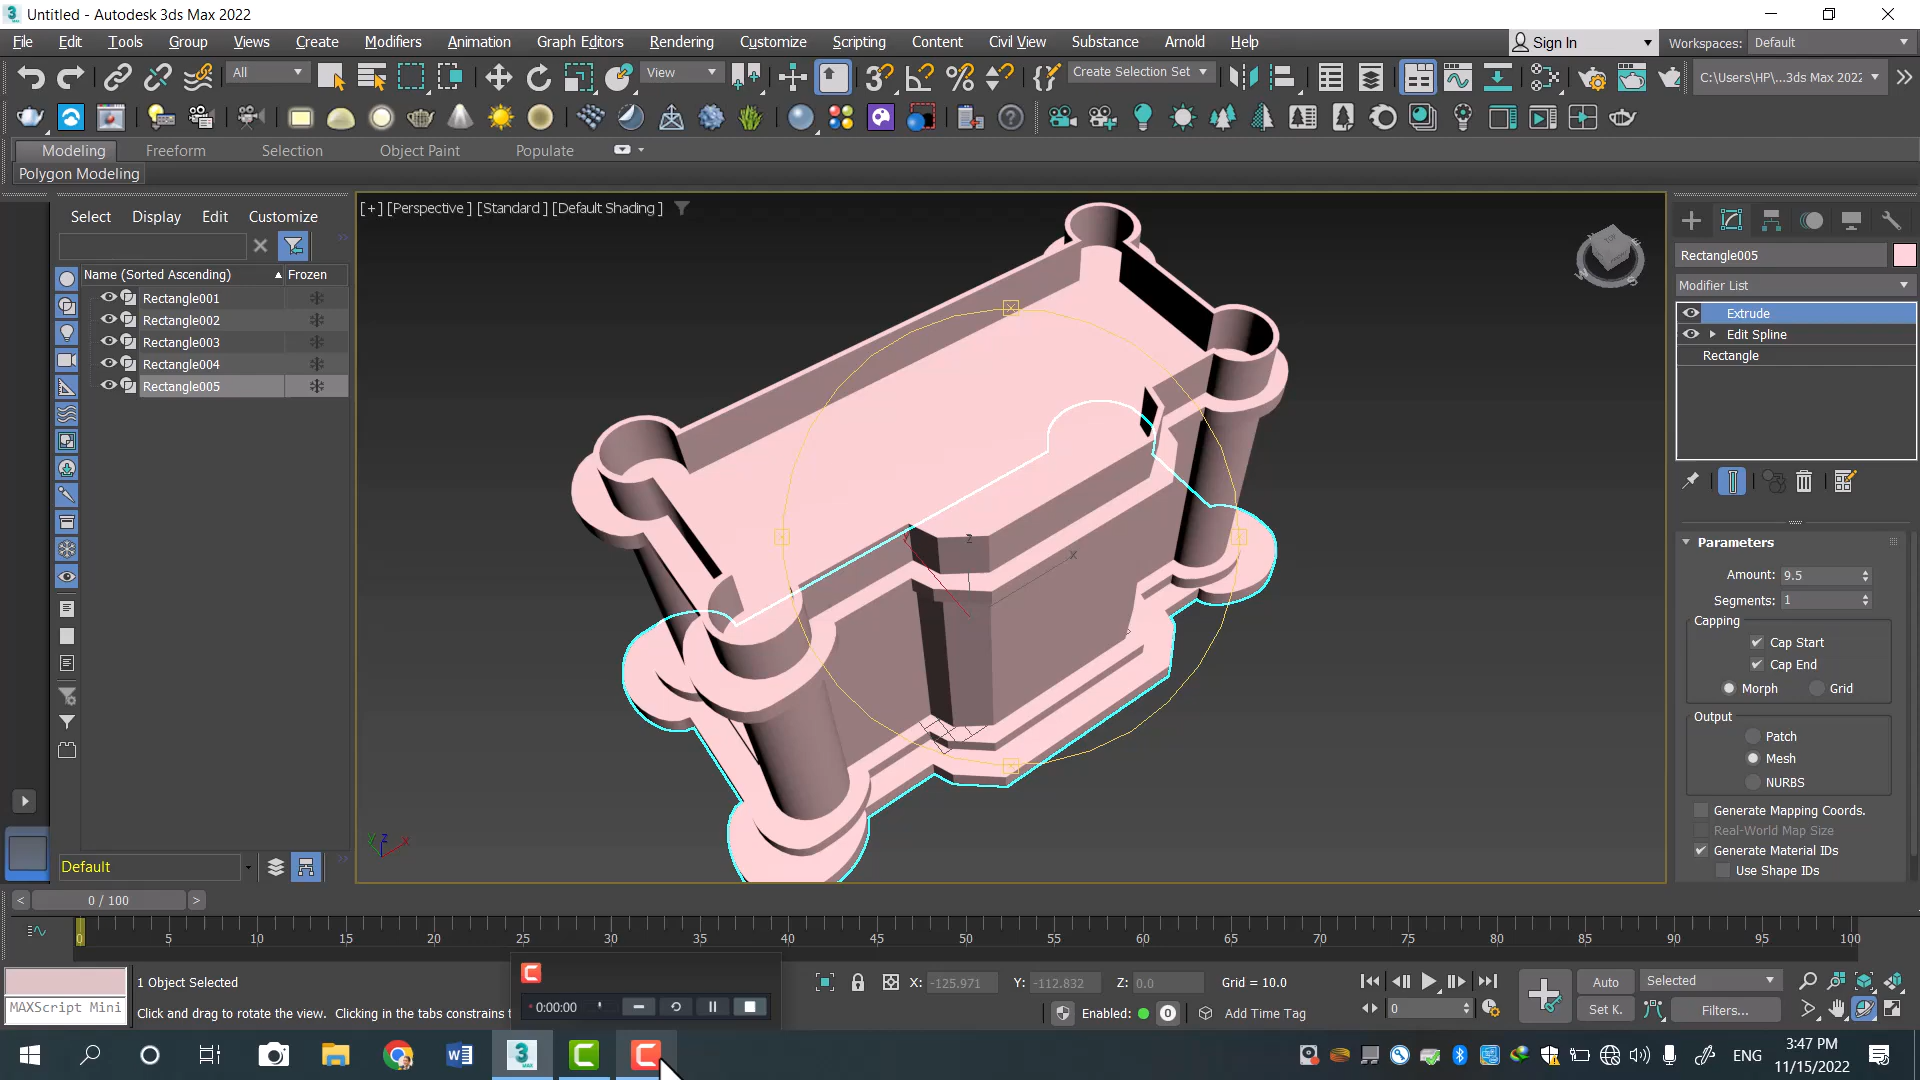 Untitled - Autodesk 3ds Max 2022
File Edit Tools Group Views Create Modifiers Animation Graph Editors Rendering Customize Scripting Content Civil View Substance Arnold Help
Sign In
Workspaces: Default
All
View
Create Selection Set
C:\Users\HP\...3ds Max 2022
Modeling Freeform Selection Object Paint Populate
Polygon Modeling
Select Display Edit Customize
Name (Sorted Ascending) Frozen
Rectangle001
Rectangle002
Rectangle003
Rectangle004
Rectangle005
Default
[+] [Perspective ] [Standard ] [Default Shading ]
Rectangle005
Modifier List
Extrude
Edit Spline
Rectangle
Parameters
Amount: 9.5
Segments: 1
Capping
Cap Start
Cap End
Morph Grid
Output
Patch
Mesh
NURBS
Generate Mapping Coords.
Real-World Map Size
Generate Material IDs
Use Shape IDs
0 / 100
0 5 10 15 20 25 30 35 40 45 50 55 60 65 70 75 80 85 90 95 100
MAXScript Mini
1 Object Selected
Click and drag to rotate the view. Clicking in the tabs constrains t
0:00:00
X: -125.971 Y: -112.832 Z: 0.0 Grid = 10.0
Enabled: 0 Add Time Tag
0
Auto Selected
Set K. Filters...
ENG
3:47 PM
11/15/2022